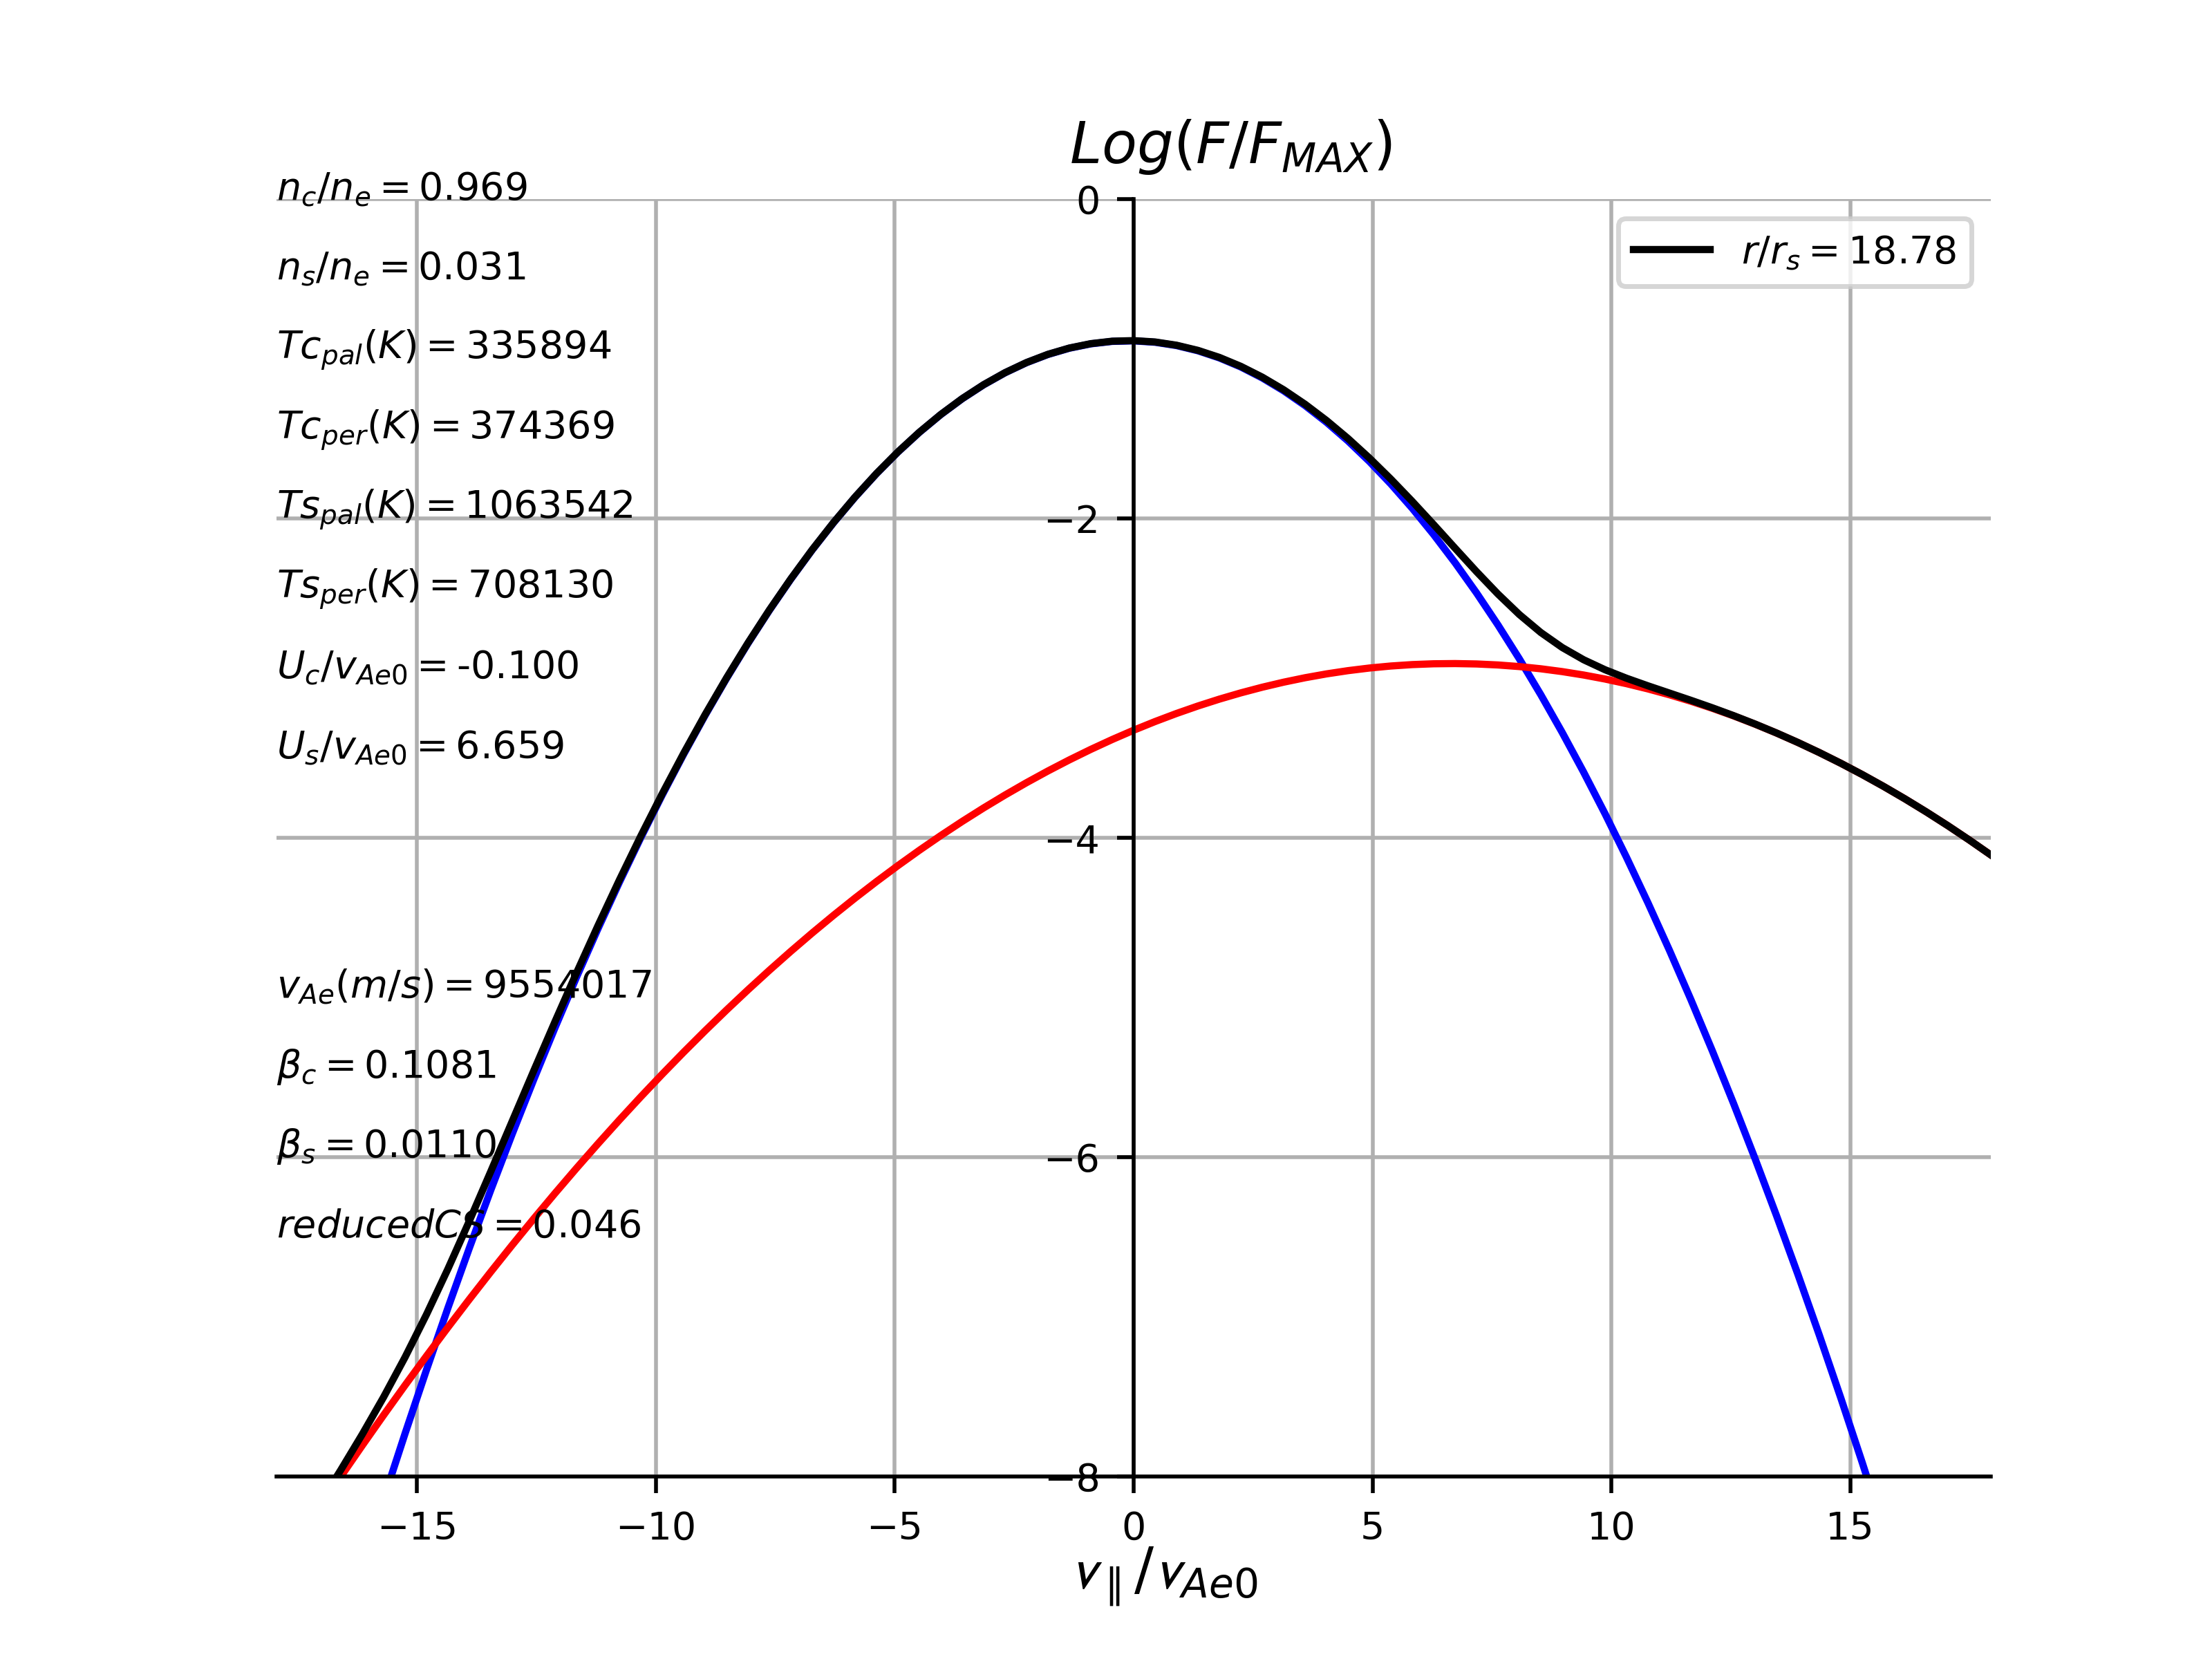 Log(F/F_MAX)
n_c/n_e = 0.969
0
r/r_s = 18.78
n_s/n_e = 0.031
Tc_pal(K) = 335894
Tc_per(K) = 374369
Ts_pal(K) = 1063542
−2
Ts_per(K) = 708130
U_c/v_Ae0 = -0.100
U_s/v_Ae0 = 6.659
−4
v_Ae(m/s) = 9554017
β_c = 0.1081
β_s = 0.0110
−6
reducedCS = 0.046
−8
−15 −10 −5 0 5 10 15
v_∥/v_Ae0